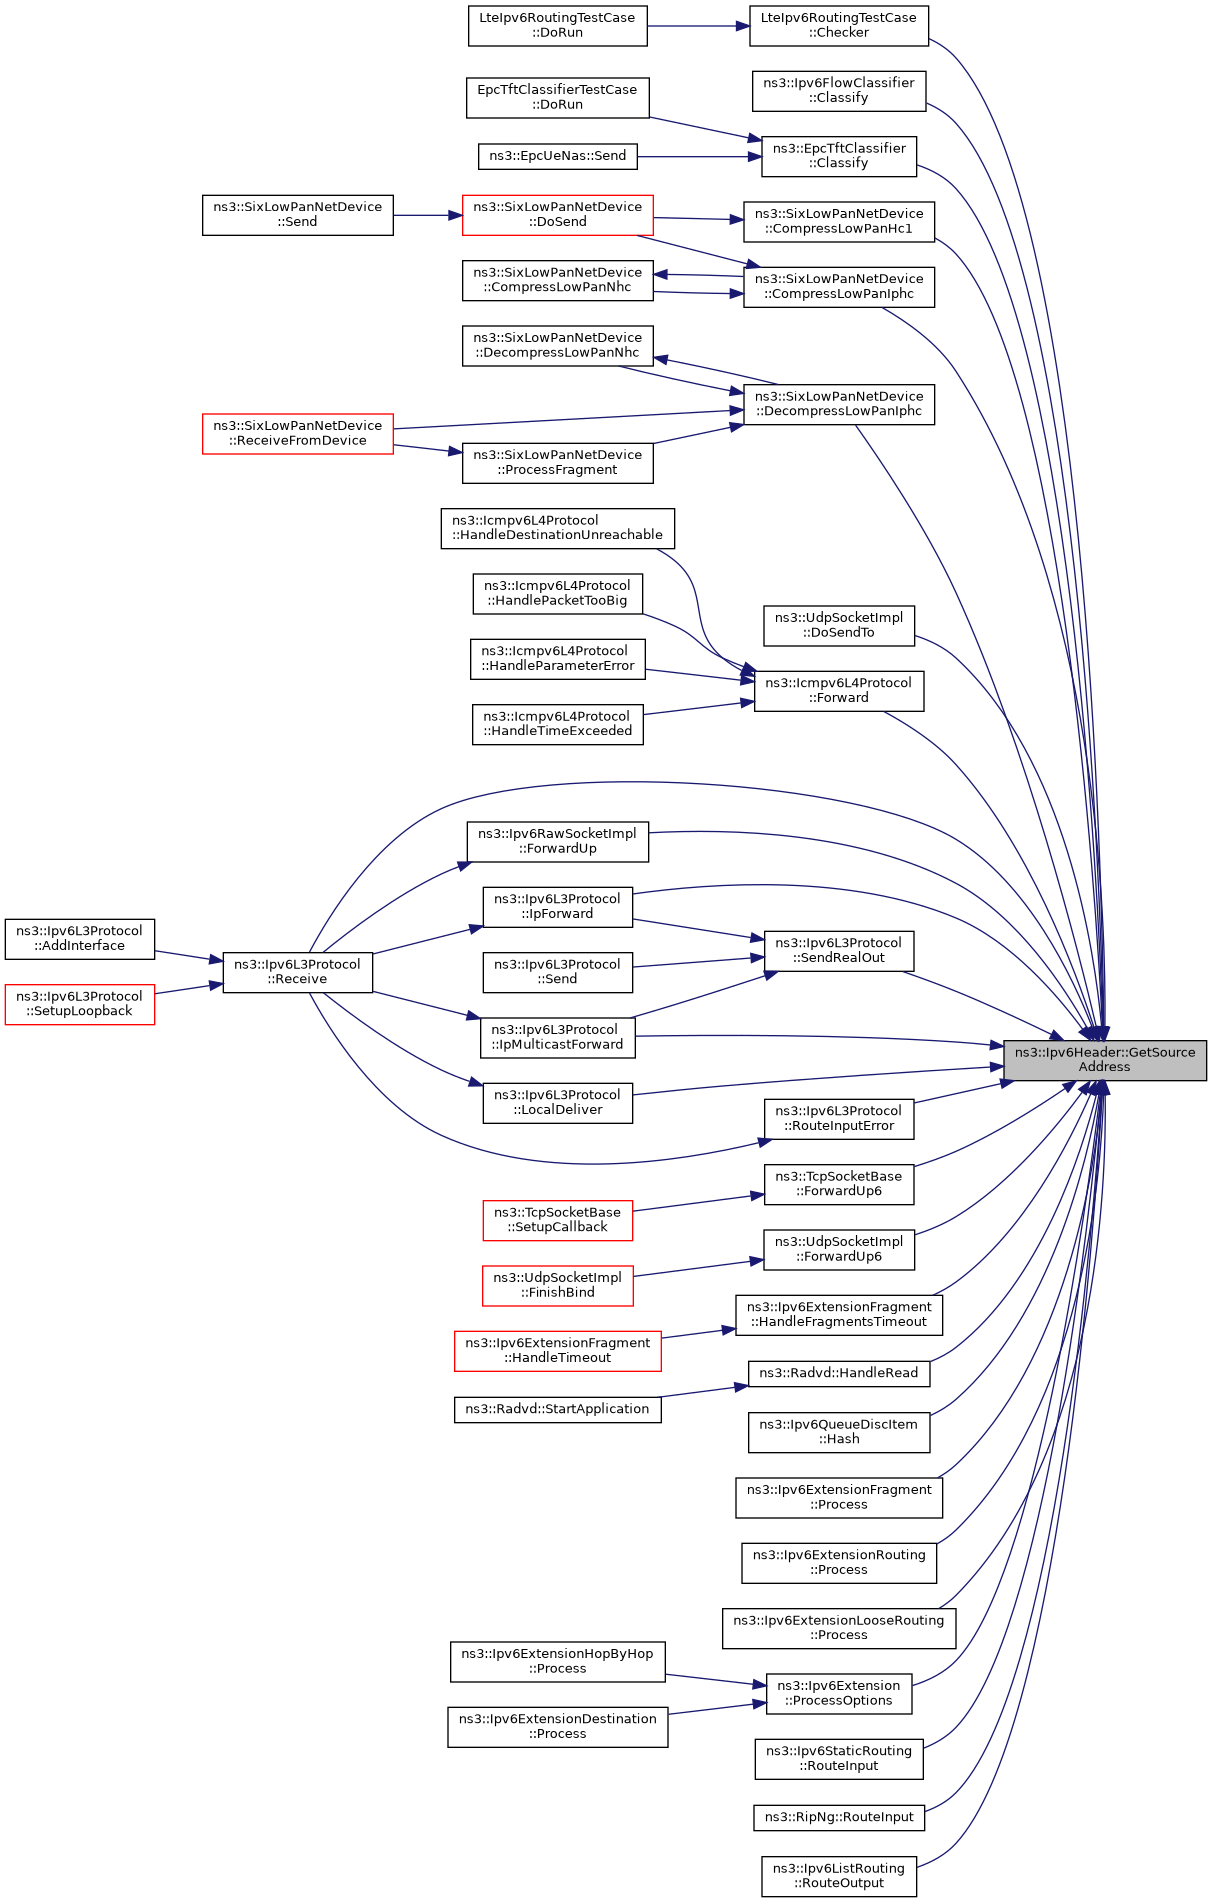 LteIpv6RoutingTestCase
::DoRun
LteIpv6RoutingTestCase
::Checker
ns3::Ipv6FlowClassifier
::Classify
EpcTftClassifierTestCase
::DoRun
ns3::EpcTftClassifier
::Classify
ns3::EpcUeNas::Send
ns3::SixLowPanNetDevice
::Send
ns3::SixLowPanNetDevice
::DoSend
ns3::SixLowPanNetDevice
::CompressLowPanHc1
ns3::SixLowPanNetDevice
::CompressLowPanNhc
ns3::SixLowPanNetDevice
::CompressLowPanIphc
ns3::SixLowPanNetDevice
::DecompressLowPanNhc
ns3::SixLowPanNetDevice
::DecompressLowPanIphc
ns3::SixLowPanNetDevice
::ReceiveFromDevice
ns3::SixLowPanNetDevice
::ProcessFragment
ns3::Icmpv6L4Protocol
::HandleDestinationUnreachable
ns3::Icmpv6L4Protocol
::HandlePacketTooBig
ns3::UdpSocketImpl
::DoSendTo
ns3::Icmpv6L4Protocol
::HandleParameterError
ns3::Icmpv6L4Protocol
::Forward
ns3::Icmpv6L4Protocol
::HandleTimeExceeded
ns3::Ipv6RawSocketImpl
::ForwardUp
ns3::Ipv6L3Protocol
::IpForward
ns3::Ipv6L3Protocol
::AddInterface
ns3::Ipv6L3Protocol
::SendRealOut
ns3::Ipv6L3Protocol
::Receive
ns3::Ipv6L3Protocol
::Send
ns3::Ipv6L3Protocol
::SetupLoopback
ns3::Ipv6L3Protocol
::IpMulticastForward
ns3::Ipv6Header::GetSource
Address
ns3::Ipv6L3Protocol
::LocalDeliver
ns3::Ipv6L3Protocol
::RouteInputError
ns3::TcpSocketBase
::ForwardUp6
ns3::TcpSocketBase
::SetupCallback
ns3::UdpSocketImpl
::ForwardUp6
ns3::UdpSocketImpl
::FinishBind
ns3::Ipv6ExtensionFragment
::HandleFragmentsTimeout
ns3::Ipv6ExtensionFragment
::HandleTimeout
ns3::Radvd::HandleRead
ns3::Radvd::StartApplication
ns3::Ipv6QueueDiscItem
::Hash
ns3::Ipv6ExtensionFragment
::Process
ns3::Ipv6ExtensionRouting
::Process
ns3::Ipv6ExtensionLooseRouting
::Process
ns3::Ipv6ExtensionHopByHop
::Process
ns3::Ipv6Extension
::ProcessOptions
ns3::Ipv6ExtensionDestination
::Process
ns3::Ipv6StaticRouting
::RouteInput
ns3::RipNg::RouteInput
ns3::Ipv6ListRouting
::RouteOutput